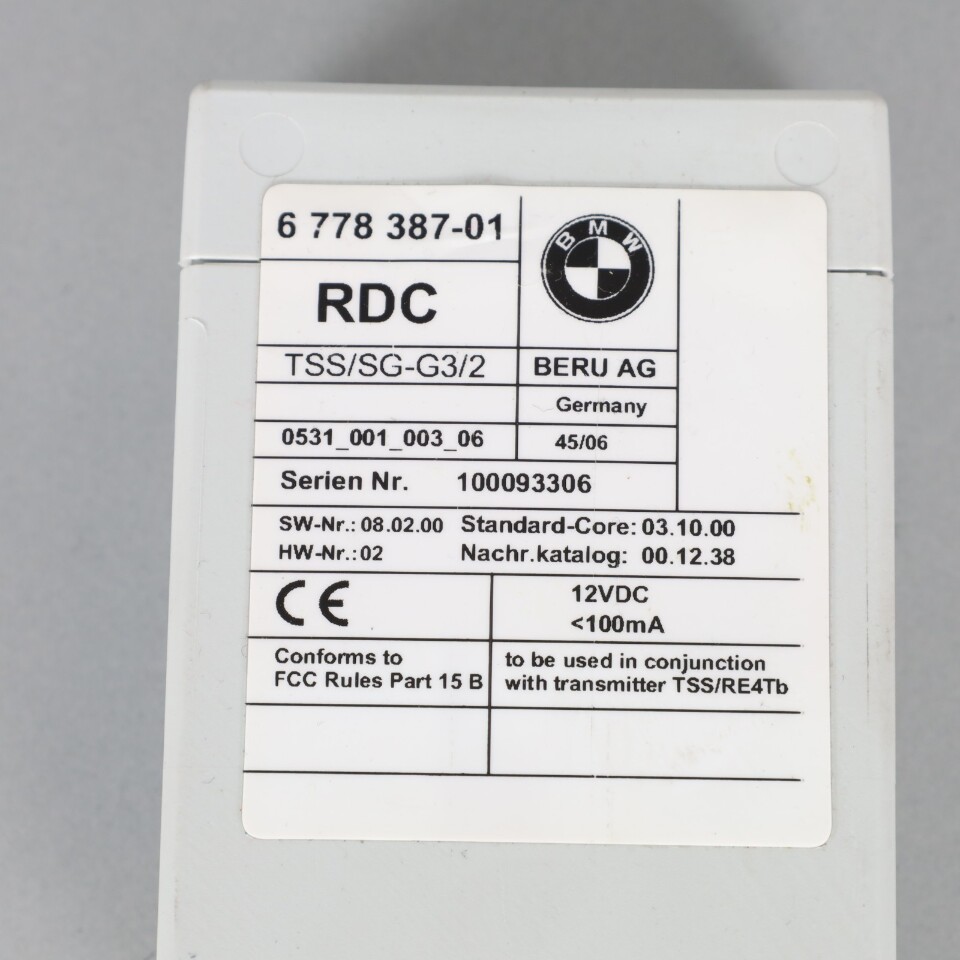 6 778 387-01
BMW
RDC
TSS/SG-G3/2
BERU AG
Germany
0531_001_003_06
45/06
Serien Nr. 100093306
SW-Nr.: 08.02.00 Standard-Core: 03.10.00
HW-Nr.: 02 Nachr.katalog: 00.12.38
CE
12VDC
<100mA
Conforms to
FCC Rules Part 15 B
to be used in conjunction
with transmitter TSS/RE4Tb